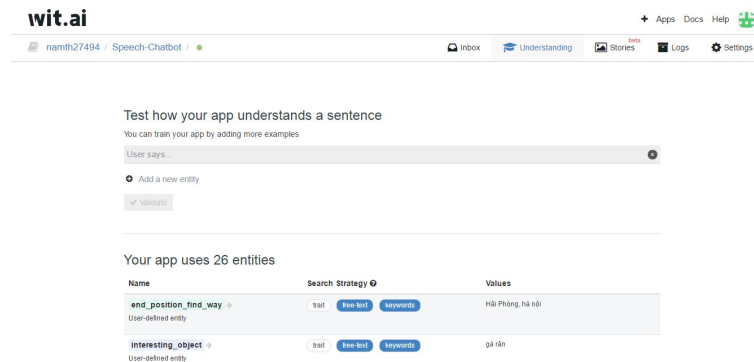 wit.ai
Apps Docs Help
namth27494 / Speech-Chatbot /
Inbox Understanding Stories beta Logs Settings
Test how your app understands a sentence
You can train your app by adding more examples
User says...
Add a new entity
Validate
Your app uses 26 entities
Name Search Strategy Values
end_position_find_way trait free-text keywords Hải Phòng, hà nội
User-defined entity
interesting_object trait free-text keywords gà rán
User-defined entity